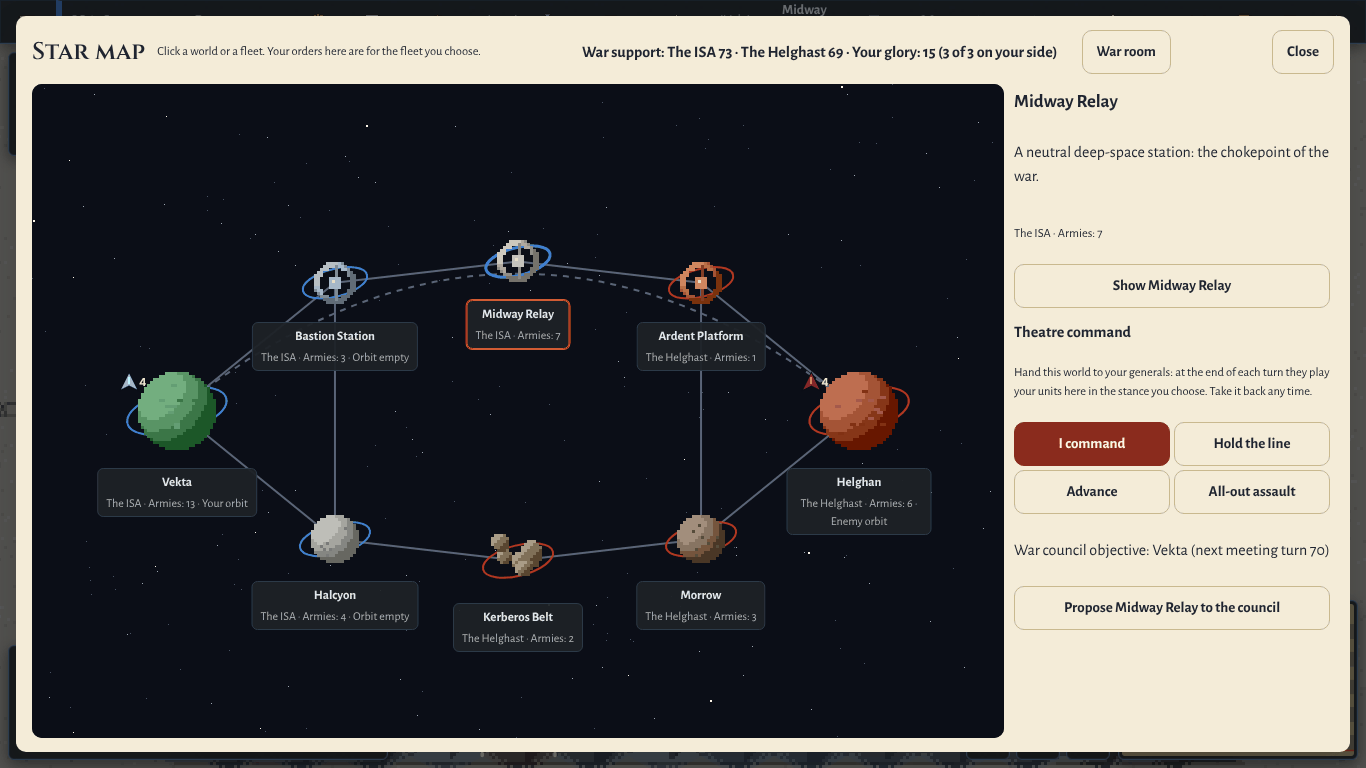 Midway
Star map
Click a world or a fleet. Your orders here are for the fleet you choose.
War support: The ISA 73 · The Helghast 69 · Your glory: 15 (3 of 3 on your side)
War room
Close
Midway Relay
The ISA · Armies: 7
Bastion Station
The ISA · Armies: 3 · Orbit empty
Ardent Platform
The Helghast · Armies: 1
4
4
Vekta
The ISA · Armies: 13 · Your orbit
Helghan
The Helghast · Armies: 6 ·
Enemy orbit
Halcyon
The ISA · Armies: 4 · Orbit empty
Kerberos Belt
The Helghast · Armies: 2
Morrow
The Helghast · Armies: 3
Midway Relay
A neutral deep-space station: the chokepoint of the
war.
The ISA · Armies: 7
Show Midway Relay
Theatre command
Hand this world to your generals: at the end of each turn they play
your units here in the stance you choose. Take it back any time.
I command
Hold the line
Advance
All-out assault
War council objective: Vekta (next meeting turn 70)
Propose Midway Relay to the council